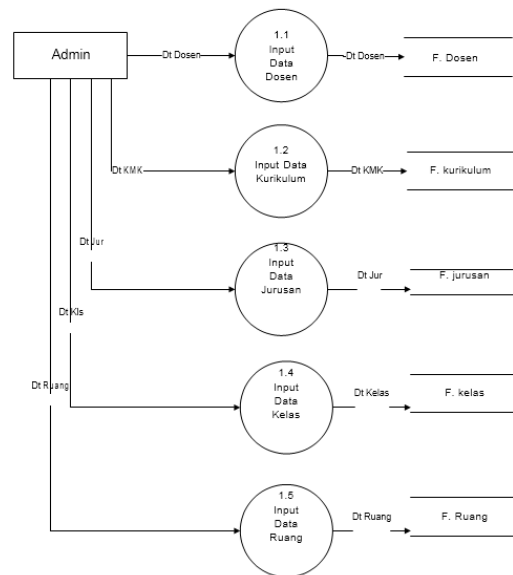 Admin
Dt Dosen
1.1
Input
Data
Dosen
Dt Dosen
F. Dosen
Dt KMK
1.2
Input Data
Kurikulum
Dt KMK
F. kurikulum
Dt Jur
1.3
Input
Data
Jurusan
Dt Jur
F. jurusan
Dt Kls
1.4
Input
Data
Kelas
Dt Kelas
F. kelas
Dt Ruang
1.5
Input
Data
Ruang
Dt Ruang
F. Ruang